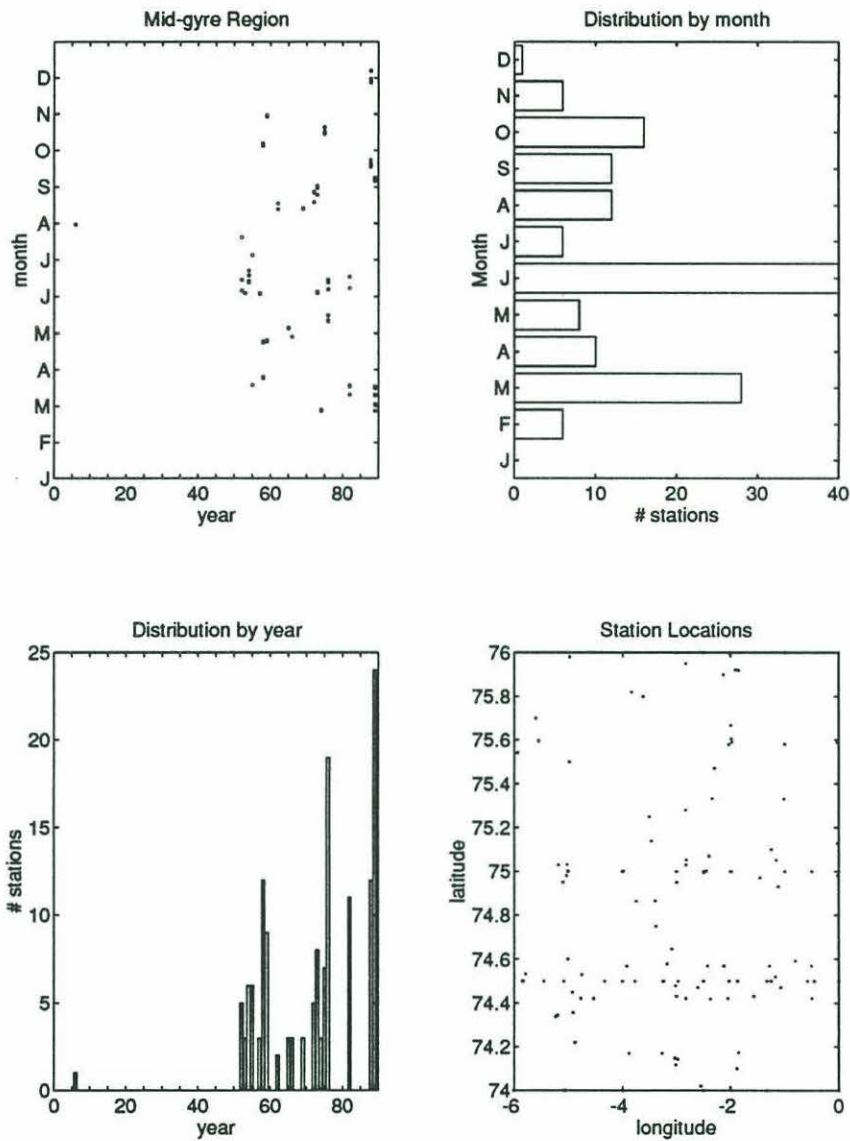 Mid-gyre Region
D
N
O
S
A
J
J
M
A
M
F
J
month
0 20 40 60 80
year
Distribution by month
D
N
O
S
A
J
J
M
A
M
F
J
Month
0 10 20 30 40
# stations
Distribution by year
25
20
15
10
5
0
# stations
0 20 40 60 80
year
Station Locations
76
75.8
75.6
75.4
75.2
75
74.8
74.6
74.4
74.2
74
latitude
-6 -4 -2 0
longitude